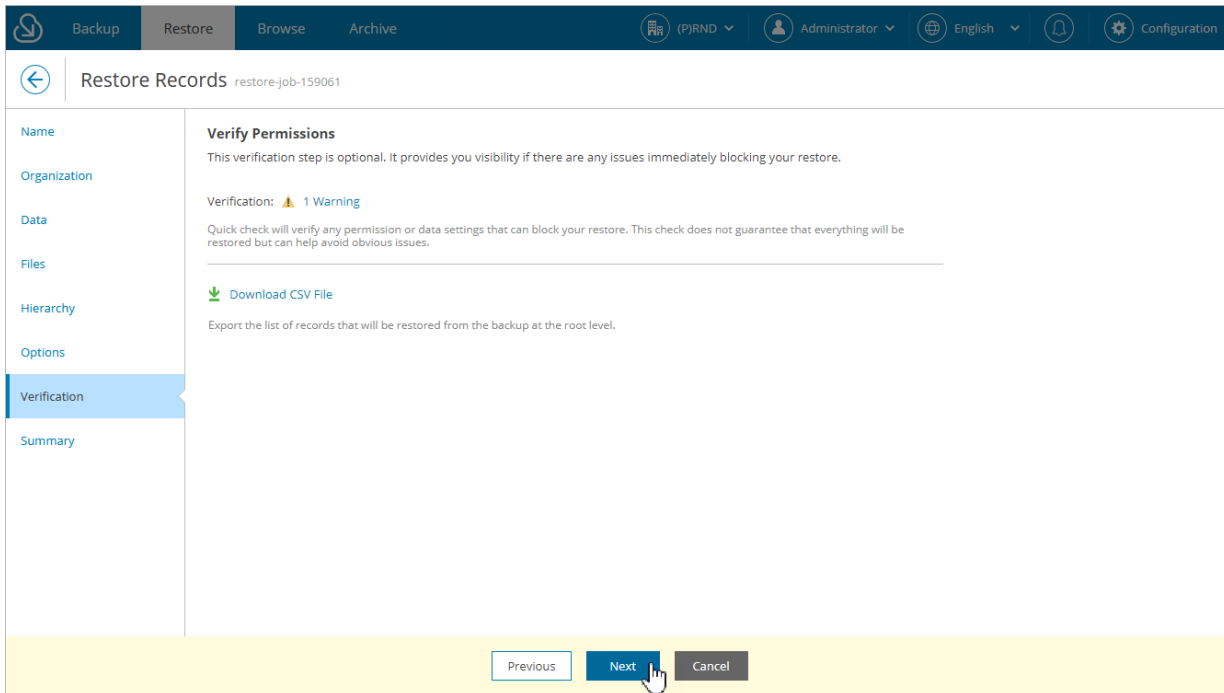 Backup Restore Browse Archive (P)RND Administrator English Configuration
Restore Records restore-job-159061
Name
Organization
Data
Files
Hierarchy
Options
Verification
Summary
Verify Permissions
This verification step is optional. It provides you visibility if there are any issues immediately blocking your restore.
Verification: 1 Warning
Quick check will verify any permission or data settings that can block your restore. This check does not guarantee that everything will be
restored but can help avoid obvious issues.
Download CSV File
Export the list of records that will be restored from the backup at the root level.
Previous Next Cancel